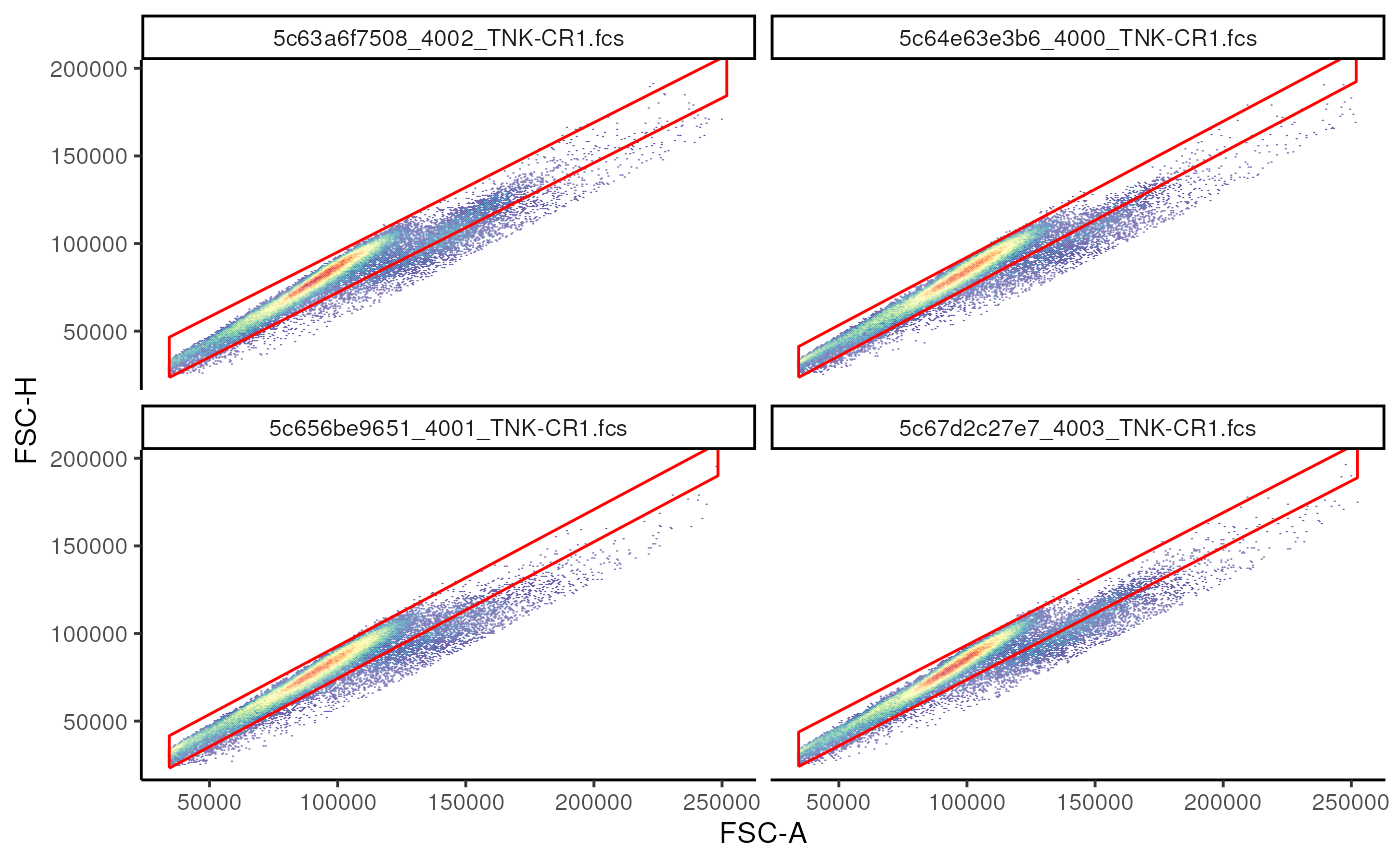 5c63a6f7508_4002_TNK-CR1.fcs
5c64e63e3b6_4000_TNK-CR1.fcs
200000
150000
100000
50000
FSC-H
5c656be9651_4001_TNK-CR1.fcs
5c67d2c27e7_4003_TNK-CR1.fcs
200000
150000
100000
50000
50000 100000 150000 200000 250000
50000 100000 150000 200000 250000
FSC-A